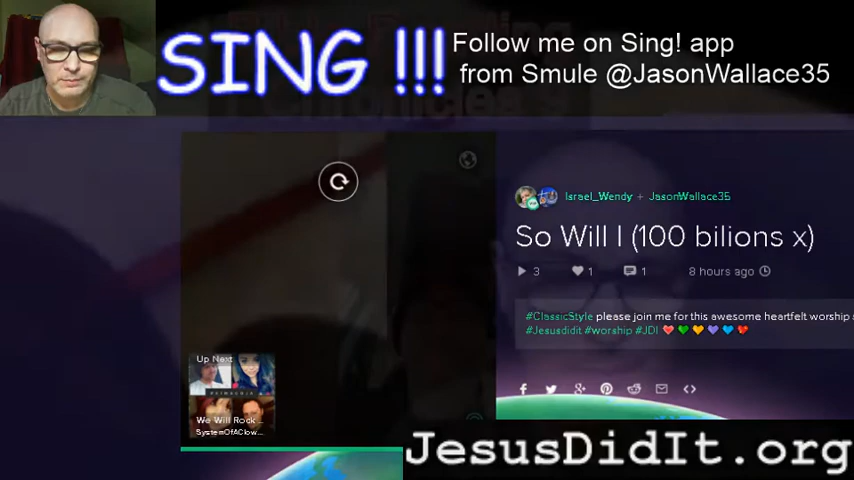 SING !!!
Follow me on Sing! app
from Smule @JasonWallace35
Israel_Wendy + JasonWallace35
So Will I (100 bilions x)
3 1 1 8 hours ago
#ClassicStyle please join me for this awesome heartfelt worship
#Jesusdidit #worship #JDI
Up Next
We Will Rock ...
SystemOfAClow...
JesusDidIt.org